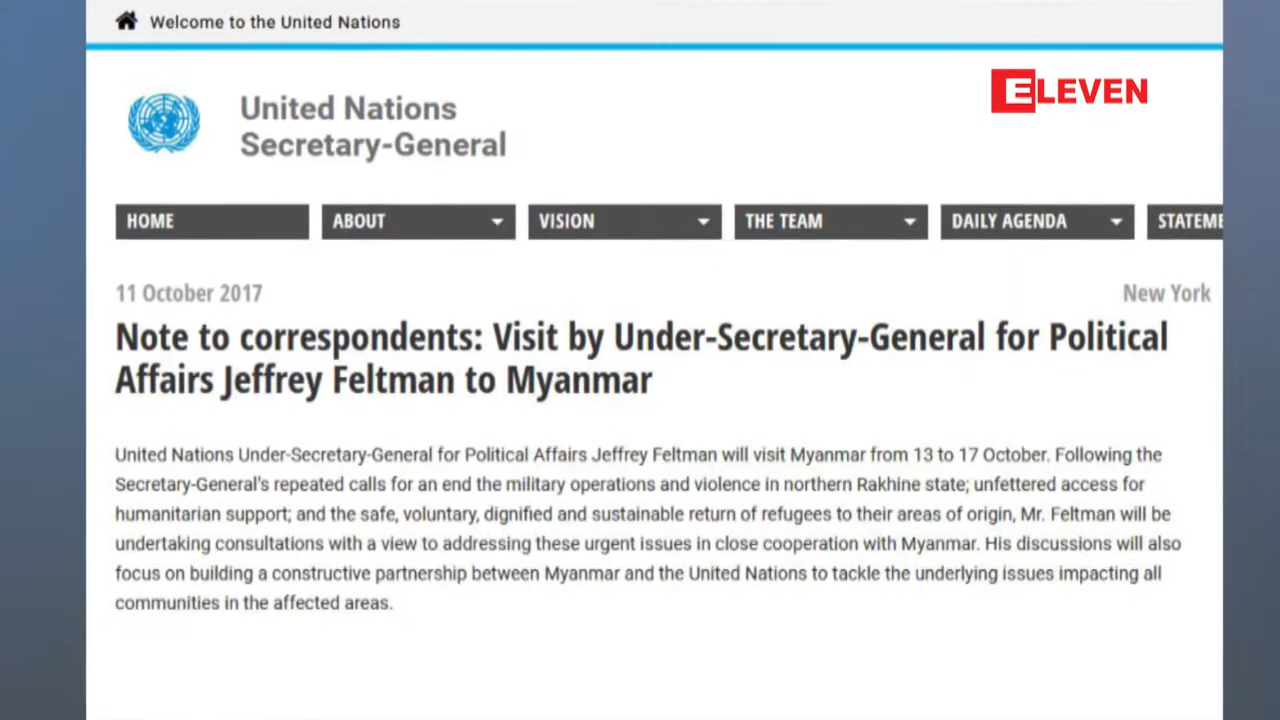 Welcome to the United Nations
ELEVEN
United Nations
Secretary-General
HOME ABOUT VISION THE TEAM DAILY AGENDA STATEME
11 October 2017 New York
Note to correspondents: Visit by Under-Secretary-General for Political
Affairs Jeffrey Feltman to Myanmar
United Nations Under-Secretary-General for Political Affairs Jeffrey Feltman will visit Myanmar from 13 to 17 October. Following the
Secretary-General's repeated calls for an end the military operations and violence in northern Rakhine state; unfettered access for
humanitarian support; and the safe, voluntary, dignified and sustainable return of refugees to their areas of origin, Mr. Feltman will be
undertaking consultations with a view to addressing these urgent issues in close cooperation with Myanmar. His discussions will also
focus on building a constructive partnership between Myanmar and the United Nations to tackle the underlying issues impacting all
communities in the affected areas.